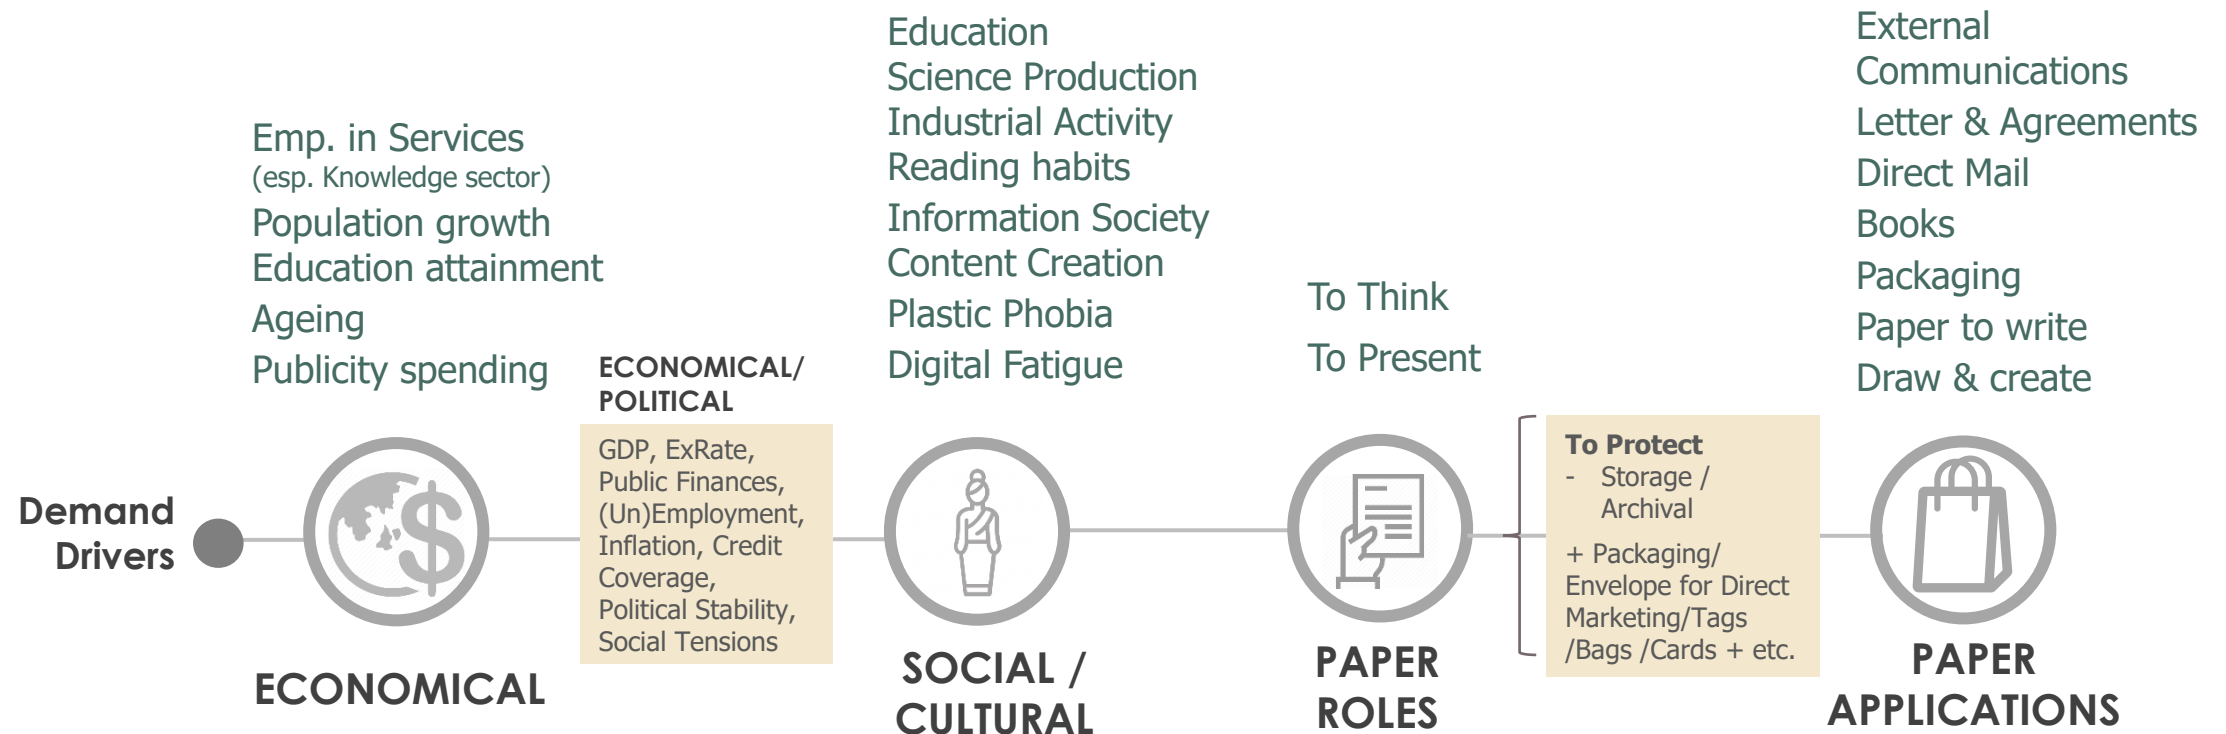 Demand
Drivers
Emp. in Services
(esp. Knowledge sector)
Population growth
Education attainment
Ageing
Publicity spending
ECONOMICAL
ECONOMICAL/
POLITICAL
GDP, ExRate,
Public Finances,
(Un)Employment,
Inflation, Credit
Coverage,
Political Stability,
Social Tensions
Education
Science Production
Industrial Activity
Reading habits
Information Society
Content Creation
Plastic Phobia
Digital Fatigue
SOCIAL /
CULTURAL
To Think
To Present
PAPER
ROLES
To Protect
- Storage /
Archival
+ Packaging/
Envelope for Direct
Marketing/Tags
/Bags /Cards + etc.
External
Communications
Letter & Agreements
Direct Mail
Books
Packaging
Paper to write
Draw & create
PAPER
APPLICATIONS